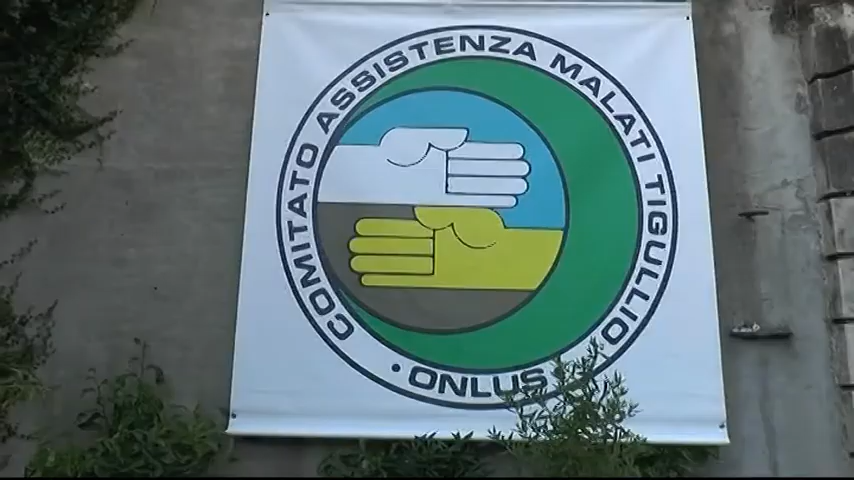 COMITATO ASSISTENZA MALATI TIGULLIO
• ONLUS •